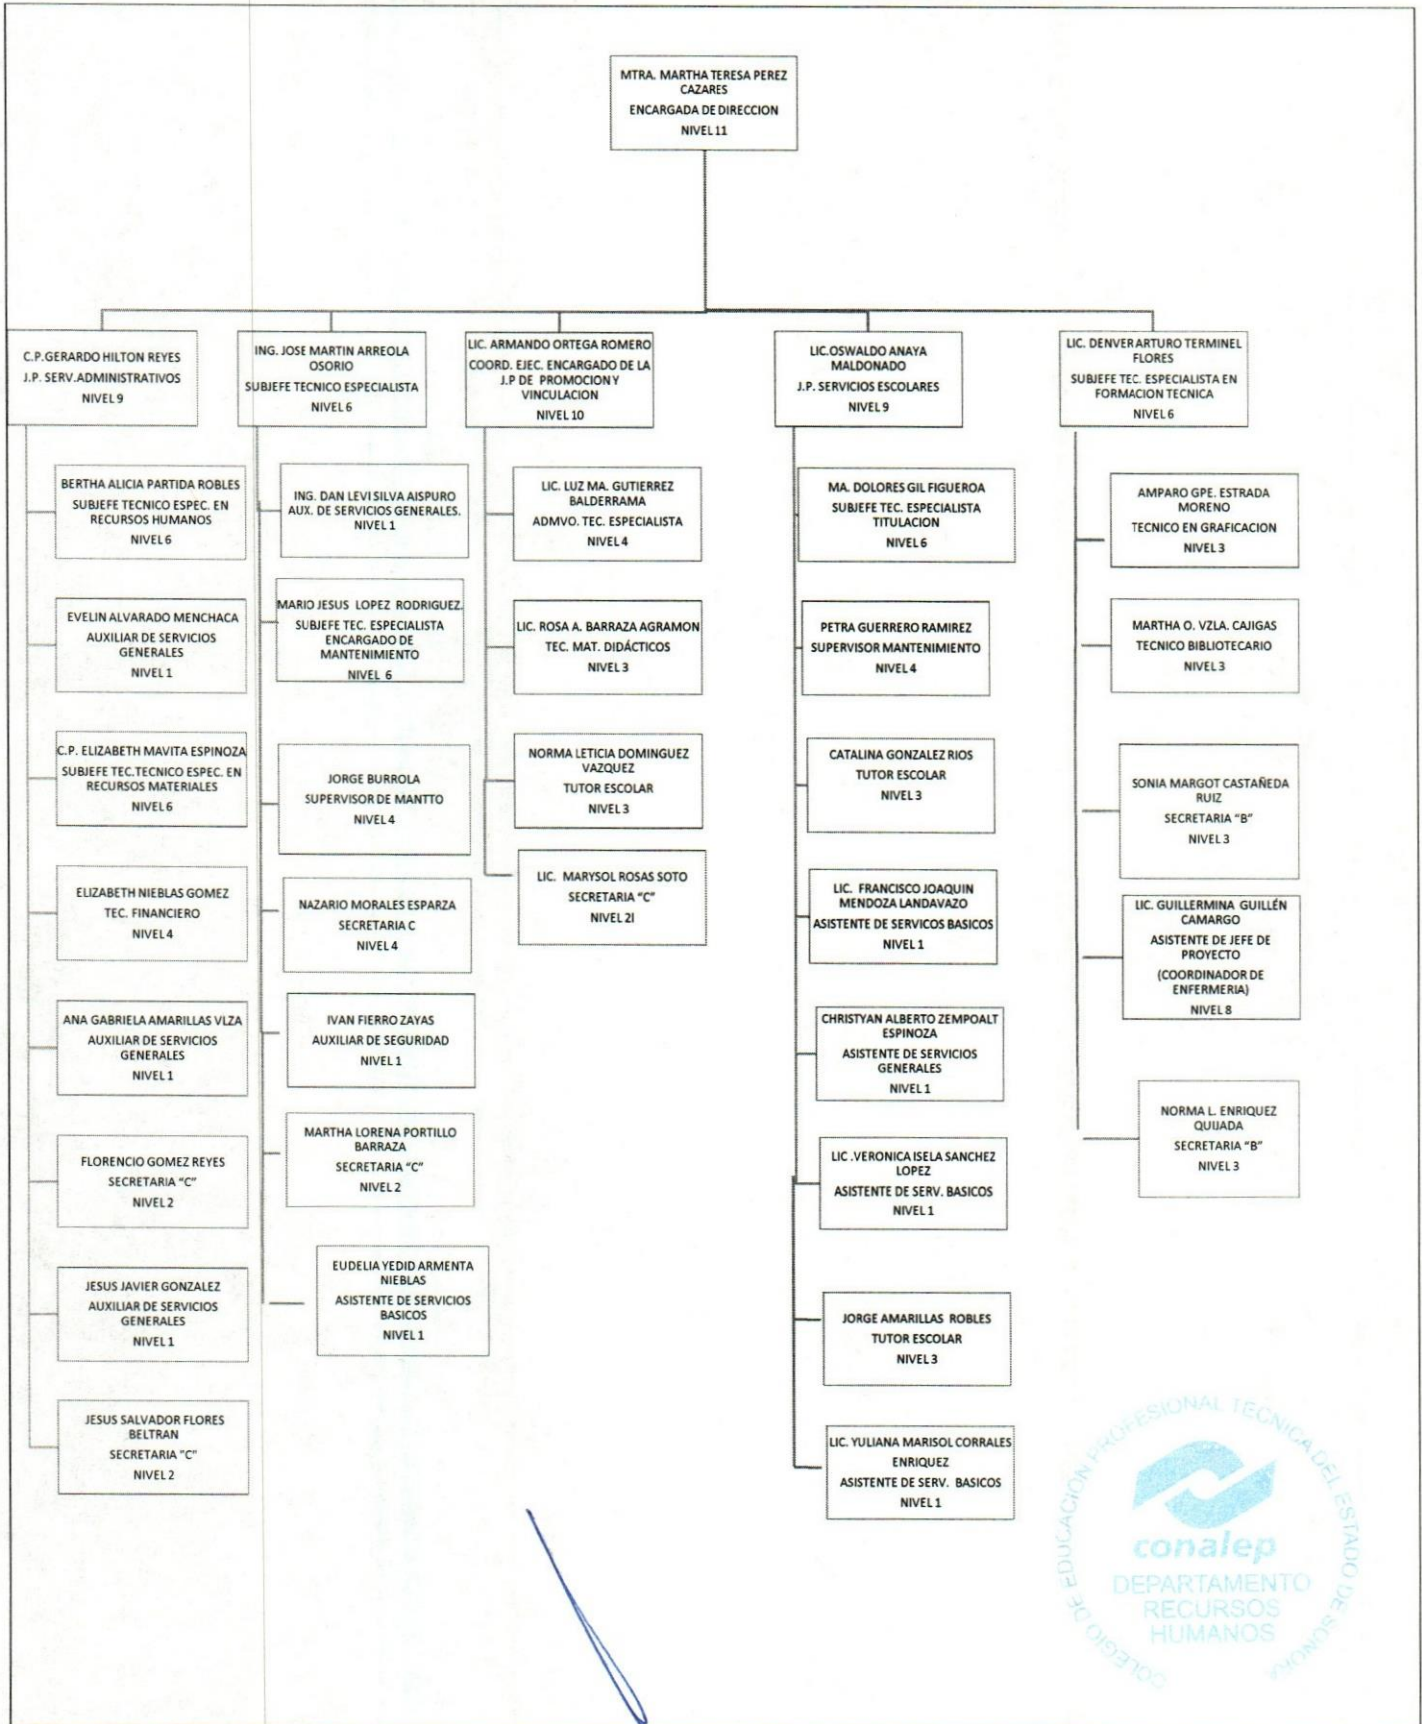 MTRA. MARTHA TERESA PEREZ
CAZARES
ENCARGADA DE DIRECCION
NIVEL 11
C.P.GERARDO HILTON REYES
J.P. SERV.ADMINISTRATIVOS
NIVEL 9
BERTHA ALICIA PARTIDA ROBLES
SUBJEFE TECNICO ESPEC. EN
RECURSOS HUMANOS
NIVEL 6
EVELIN ALVARADO MENCHACA
AUXILIAR DE SERVICIOS
GENERALES
NIVEL 1
C.P. ELIZABETH MAVITA ESPINOZA
SUBJEFE TEC.TECNICO ESPEC. EN
RECURSOS MATERIALES
NIVEL 6
ELIZABETH NIEBLAS GOMEZ
TEC. FINANCIERO
NIVEL 4
ANA GABRIELA AMARILLAS VLZA
AUXILIAR DE SERVICIOS
GENERALES
NIVEL 1
FLORENCIO GOMEZ REYES
SECRETARIA "C"
NIVEL 2
JESUS JAVIER GONZALEZ
AUXILIAR DE SERVICIOS
GENERALES
NIVEL 1
JESUS SALVADOR FLORES
BELTRAN
SECRETARIA "C"
NIVEL 2
ING. JOSE MARTIN ARREOLA
OSORIO
SUBJEFE TECNICO ESPECIALISTA
NIVEL 6
ING. DAN LEVI SILVA AISPURO
AUX. DE SERVICIOS GENERALES.
NIVEL 1
MARIO JESUS LOPEZ RODRIGUEZ.
SUBJEFE TEC. ESPECIALISTA
ENCARGADO DE
MANTENIMIENTO
NIVEL 6
JORGE BURROLA
SUPERVISOR DE MANTTO
NIVEL 4
NAZARIO MORALES ESPARZA
SECRETARIA C
NIVEL 4
IVAN FIERRO ZAYAS
AUXILIAR DE SEGURIDAD
NIVEL 1
MARTHA LORENA PORTILLO
BARRAZA
SECRETARIA "C"
NIVEL 2
EUDELIA YEDID ARMENTA
NIEBLAS
ASISTENTE DE SERVICIOS
BASICOS
NIVEL 1
LIC. ARMANDO ORTEGA ROMERO
COORD. EJEC. ENCARGADO DE LA
J.P DE PROMOCION Y
VINCULACION
NIVEL 10
LIC. LUZ MA. GUTIERREZ
BALDERRAMA
ADMVO. TEC. ESPECIALISTA
NIVEL 4
LIC. ROSA A. BARRAZA AGRAMON
TEC. MAT. DIDÁCTICOS
NIVEL 3
NORMA LETICIA DOMINGUEZ
VAZQUEZ
TUTOR ESCOLAR
NIVEL 3
LIC. MARYSOL ROSAS SOTO
SECRETARIA "C"
NIVEL 2I
LIC.OSWALDO ANAYA
MALDONADO
J.P. SERVICIOS ESCOLARES
NIVEL 9
MA. DOLORES GIL FIGUEROA
SUBJEFE TEC. ESPECIALISTA
TITULACION
NIVEL 6
PETRA GUERRERO RAMIREZ
SUPERVISOR MANTENIMIENTO
NIVEL 4
CATALINA GONZALEZ RIOS
TUTOR ESCOLAR
NIVEL 3
LIC. FRANCISCO JOAQUIN
MENDOZA LANDAVAZO
ASISTENTE DE SERVICOS BASICOS
NIVEL 1
CHRISTYAN ALBERTO ZEMPOALT
ESPINOZA
ASISTENTE DE SERVICIOS
GENERALES
NIVEL 1
LIC .VERONICA ISELA SANCHEZ
LOPEZ
ASISTENTE DE SERV. BASICOS
NIVEL 1
JORGE AMARILLAS ROBLES
TUTOR ESCOLAR
NIVEL 3
LIC. YULIANA MARISOL CORRALES
ENRIQUEZ
ASISTENTE DE SERV. BASICOS
NIVEL 1
LIC. DENVER ARTURO TERMINEL
FLORES
SUBJEFE TEC. ESPECIALISTA EN
FORMACION TECNICA
NIVEL 6
AMPARO GPE. ESTRADA
MORENO
TECNICO EN GRAFICACION
NIVEL 3
MARTHA O. VZLA. CAJIGAS
TECNICO BIBLIOTECARIO
NIVEL 3
SONIA MARGOT CASTAÑEDA
RUIZ
SECRETARIA "B"
NIVEL 3
LIC. GUILLERMINA GUILLÉN
CAMARGO
ASISTENTE DE JEFE DE
PROYECTO
(COORDINADOR DE
ENFERMERIA)
NIVEL 8
NORMA L. ENRIQUEZ
QUIJADA
SECRETARIA "B"
NIVEL 3
COLEGIO DE EDUCACION PROFESIONAL TECNICA DEL ESTADO DE SONORA
conalep
DEPARTAMENTO
RECURSOS
HUMANOS